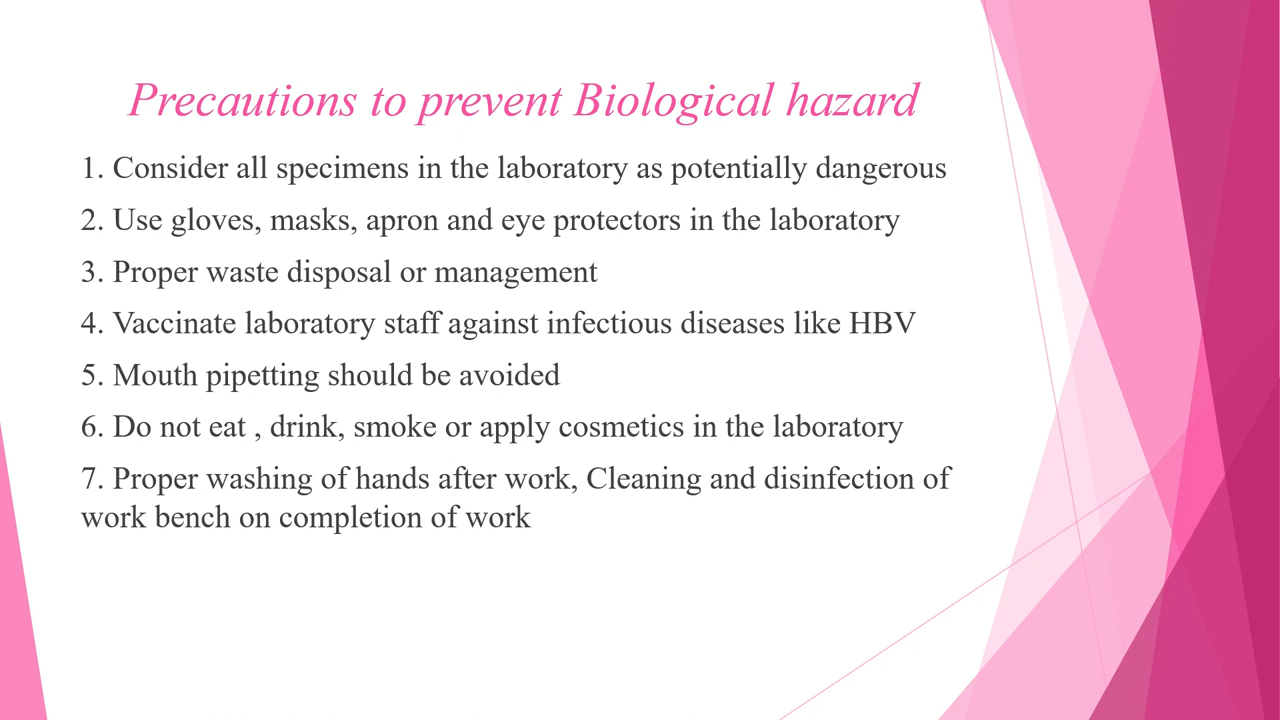 Precautions to prevent Biological hazard
1. Consider all specimens in the laboratory as potentially dangerous
2. Use gloves, masks, apron and eye protectors in the laboratory
3. Proper waste disposal or management
4. Vaccinate laboratory staff against infectious diseases like HBV
5. Mouth pipetting should be avoided
6. Do not eat , drink, smoke or apply cosmetics in the laboratory
7. Proper washing of hands after work, Cleaning and disinfection of
work bench on completion of work